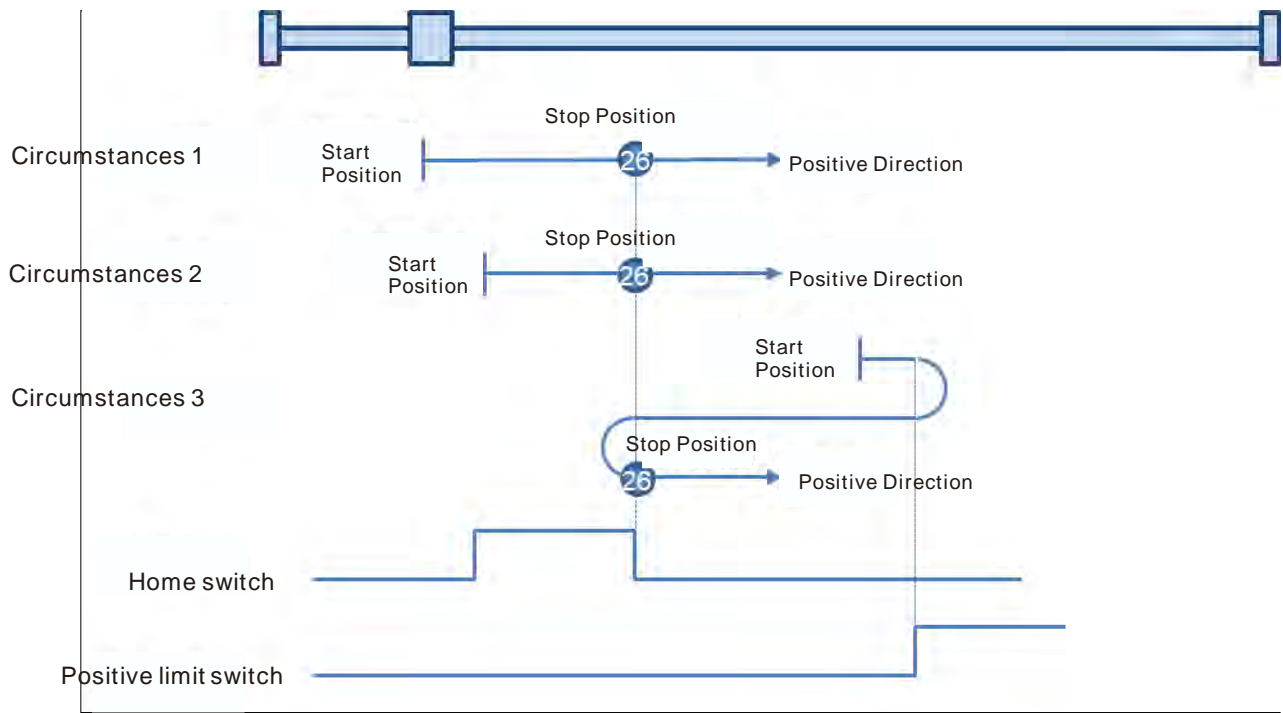 Stop Position
Circumstances 1
Start
Position
26
Positive Direction
Stop Position
Circumstances 2
Start
Position
26
Positive Direction
Start
Position
Circumstances 3
Stop Position
26
Positive Direction
Home switch
Positive limit switch